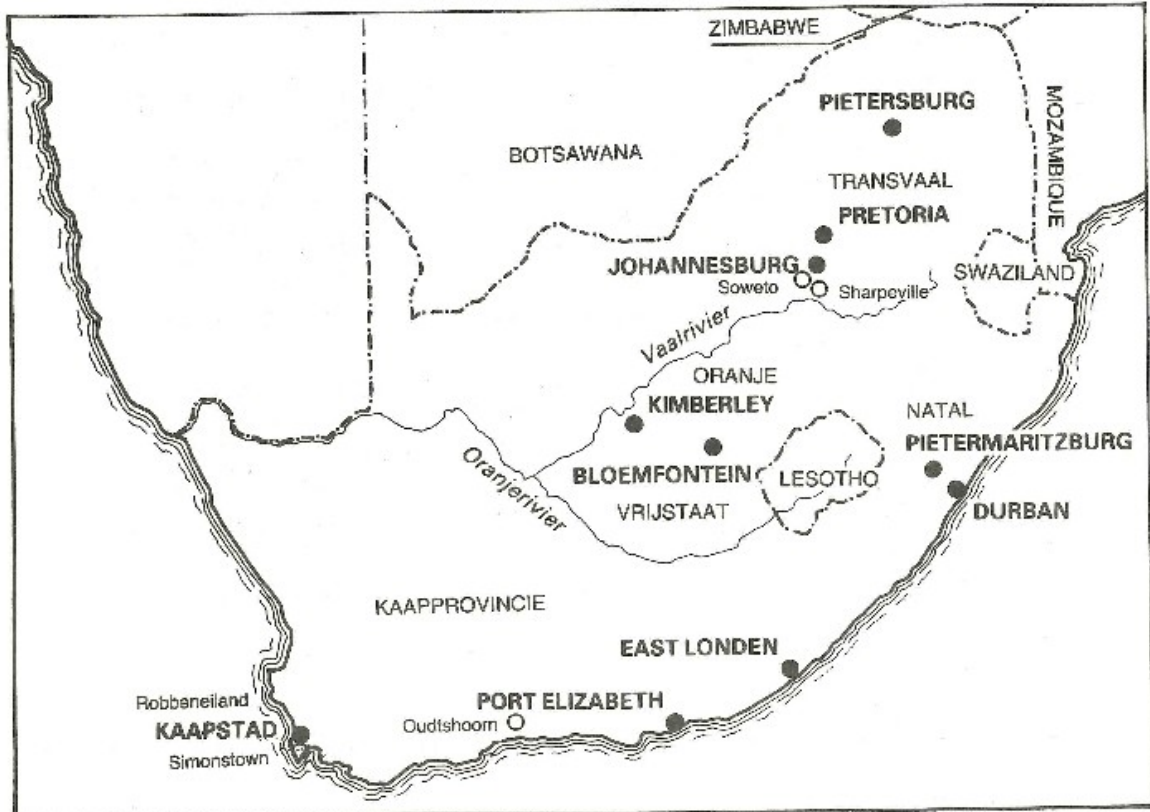 ZIMBABWE
PIETERSBURG
MOZAMBIQUE
BOTSAWANA
TRANSVAAL
PRETORIA
JOHANNESBURG
SWAZILAND
Soweto
Sharpeville
Vaalrivier
ORANJE
KIMBERLEY
NATAL
PIETERMARITZBURG
Oranjerivier
BLOEMFONTEIN
LESOTHO
VRIJSTAAT
DURBAN
KAAPPROVINCIE
EAST LONDEN
Robbeneiland
PORT ELIZABETH
Oudtshoorn
KAAPSTAD
Simonstown